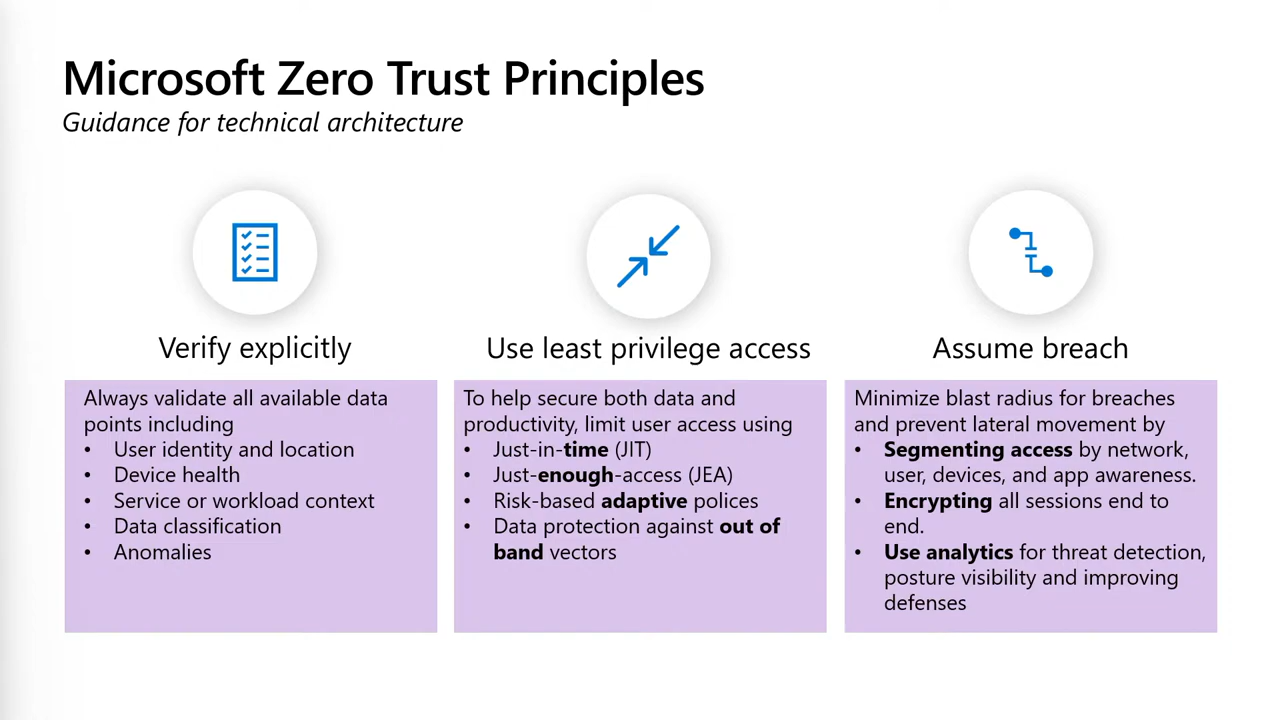 Microsoft Zero Trust Principles
Guidance for technical architecture
Verify explicitly
Always validate all available data
points including
• User identity and location
• Device health
• Service or workload context
• Data classification
• Anomalies
Use least privilege access
To help secure both data and
productivity, limit user access using
• Just-in-time (JIT)
• Just-enough-access (JEA)
• Risk-based adaptive polices
• Data protection against out of
band vectors
Assume breach
Minimize blast radius for breaches
and prevent lateral movement by
• Segmenting access by network,
user, devices, and app awareness.
• Encrypting all sessions end to
end.
• Use analytics for threat detection,
posture visibility and improving
defenses